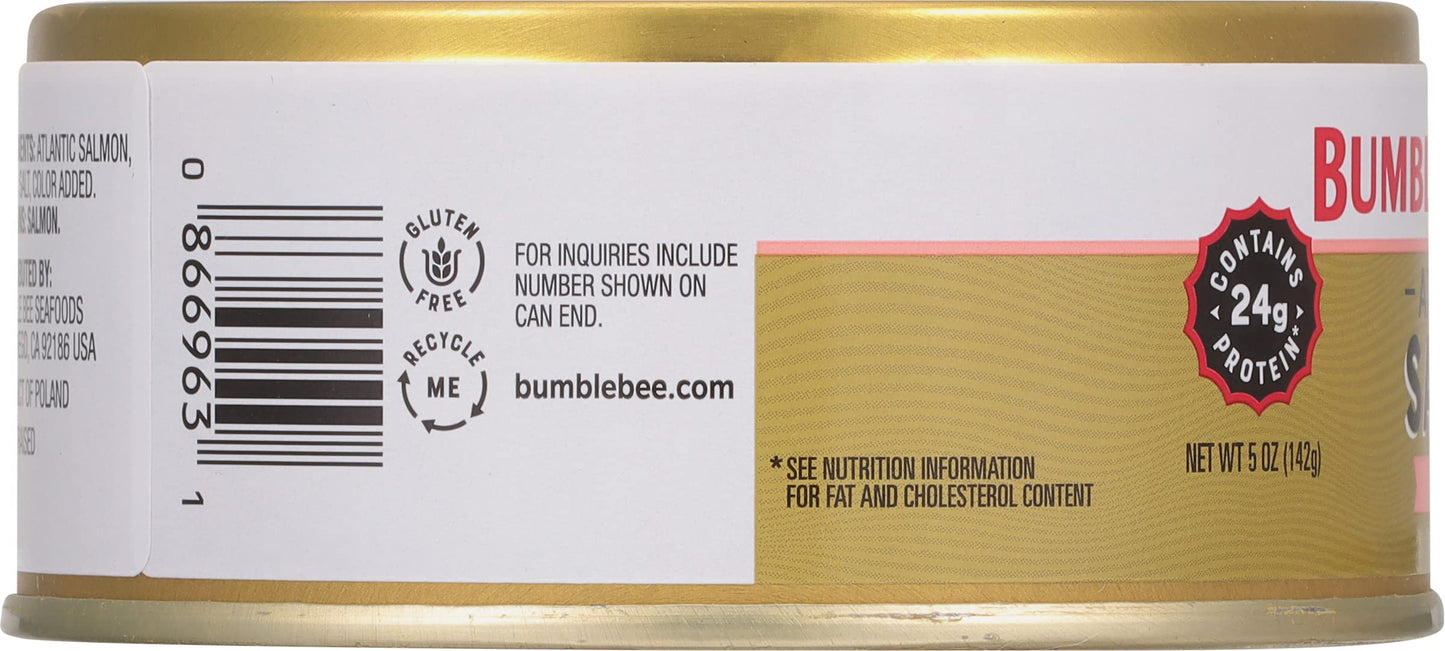 ATLANTIC SALMON,
SALT, COLOR ADDED.
SALMON.
BY:
BEE SEAFOODS
CA 92186 USA
OF POLAND
0 86696 1
GLUTEN
FREE
RECYCLE
ME
FOR INQUIRIES INCLUDE
NUMBER SHOWN ON
CAN END.
bumblebee.com
* SEE NUTRITION INFORMATION
FOR FAT AND CHOLESTEROL CONTENT
BUMBL
CONTAINS
24g
PROTEIN*
NET WT 5 OZ (142g)